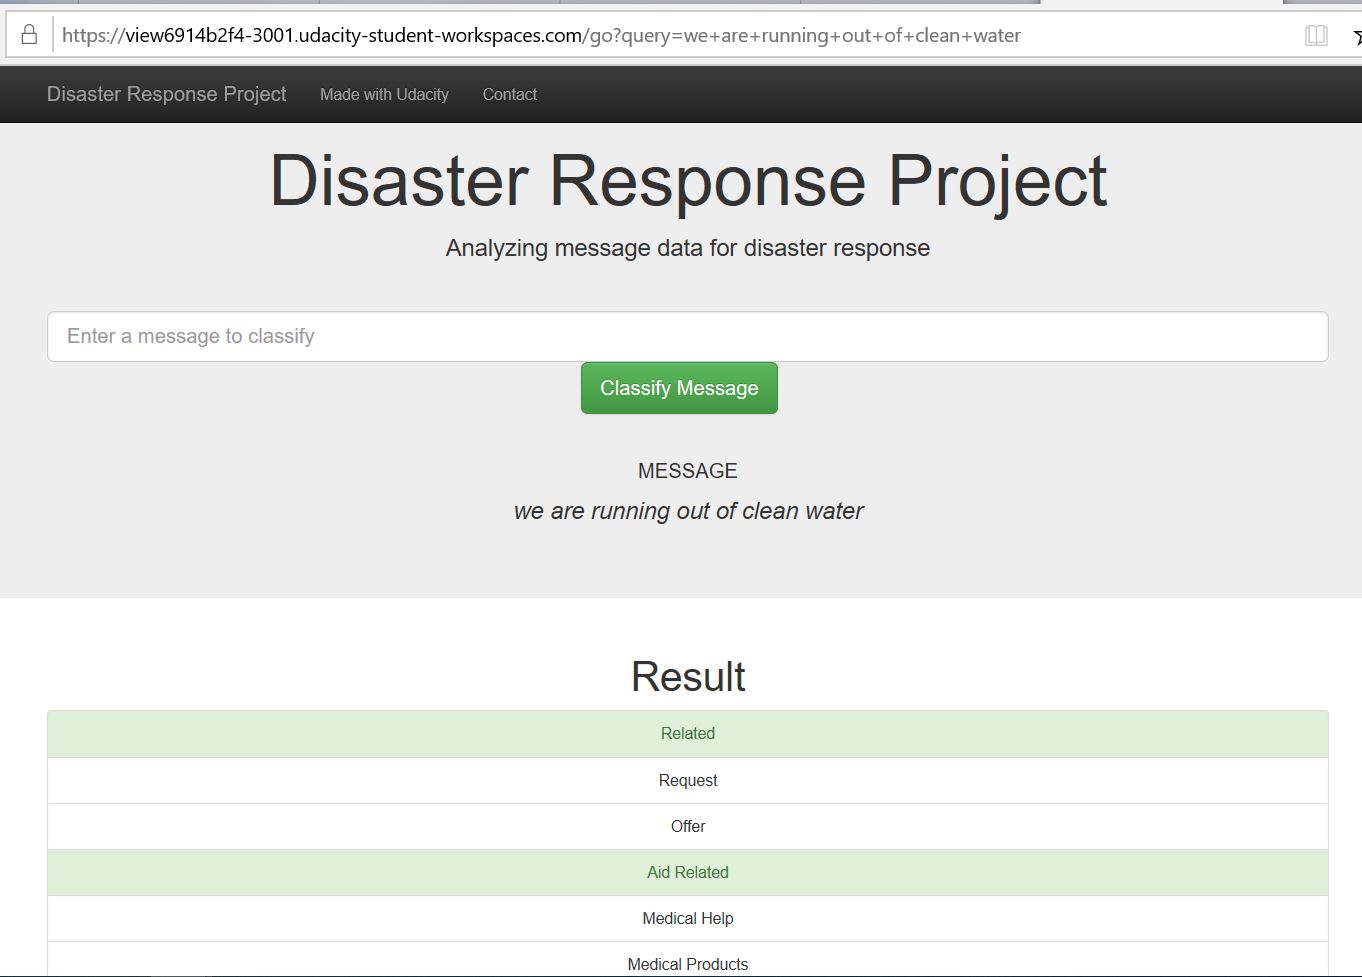 https://view6914b2f4-3001.udacity-student-workspaces.com/go?query=we+are+running+out+of+clean+water
Disaster Response Project Made with Udacity Contact
Disaster Response Project
Analyzing message data for disaster response
Enter a message to classify
Classify Message
MESSAGE
we are running out of clean water
Result
Related
Request
Offer
Aid Related
Medical Help
Medical Products